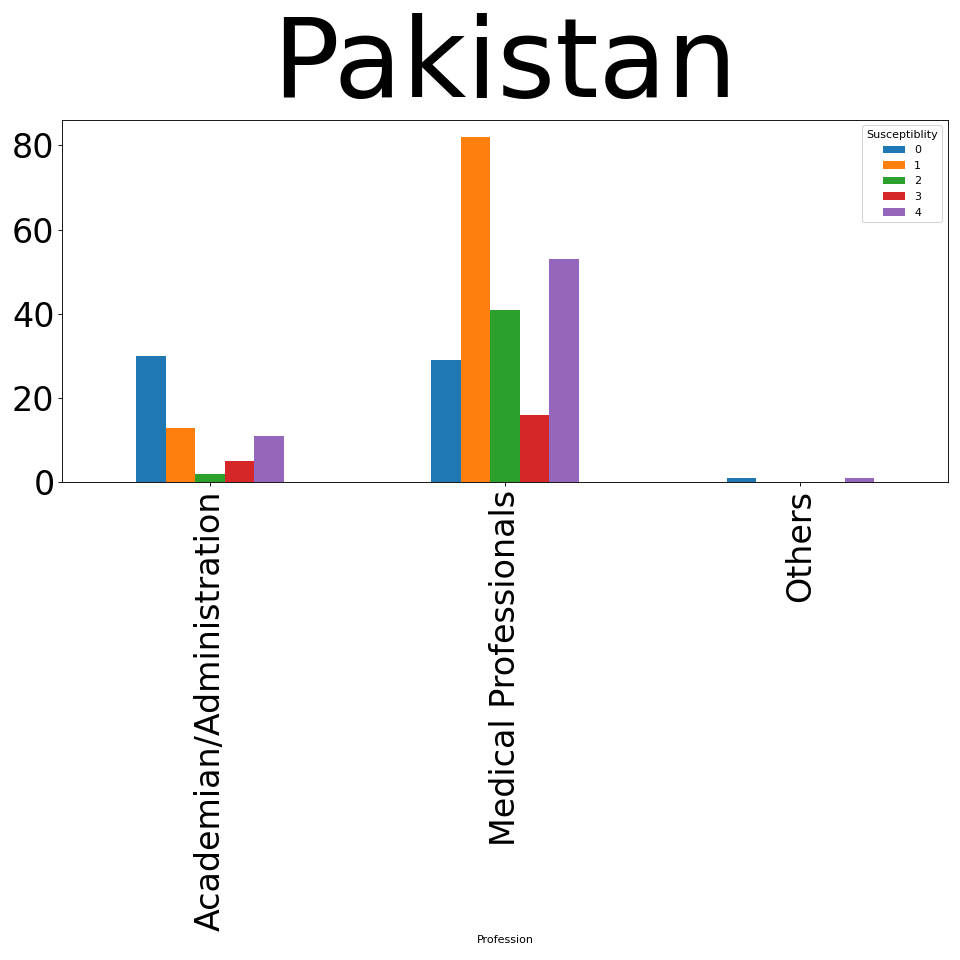 Pakistan
80
60
40
20
0
Susceptiblity
0
1
2
3
4
Academian/Administration
Medical Professionals
Others
Profession